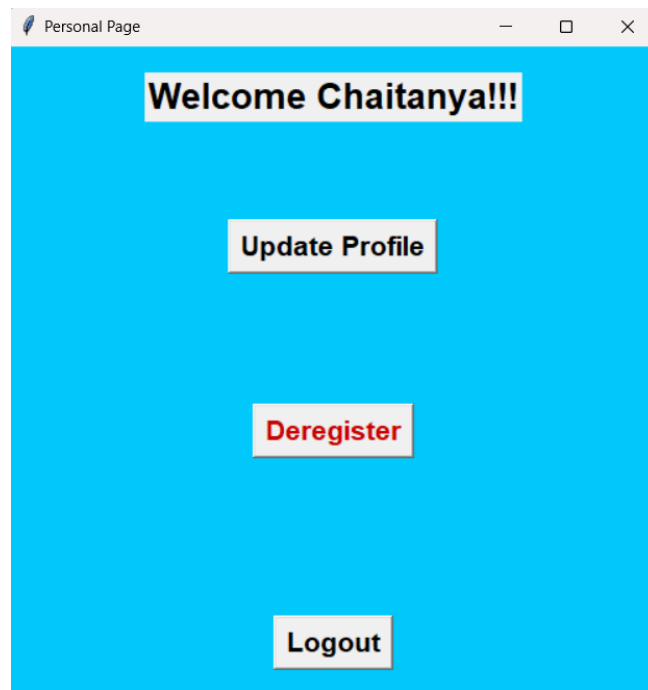 Personal Page
Welcome Chaitanya!!!
Update Profile
Deregister
Logout